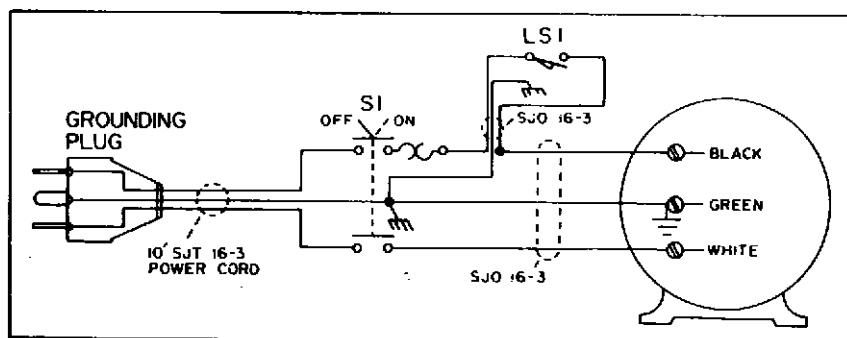 LS1
S1
OFF ON
GROUNDING
PLUG
SJO 16-3
BLACK
GREEN
WHITE
10' SJT 16-3
POWER CORD
SJO 16-3